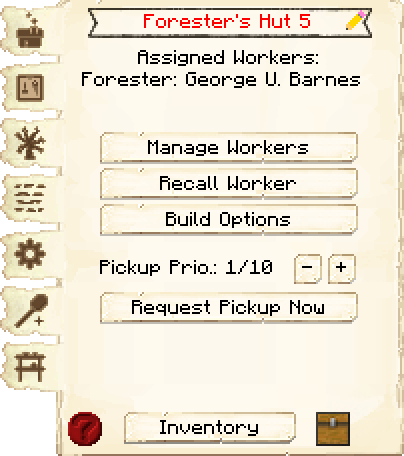 Forester's Hut 5
Assigned Workers:
Forester: George U. Barnes
Manage Workers
Recall Worker
Build Options
Pickup Prio.: 1/10 - +
Request Pickup Now
?
Inventory